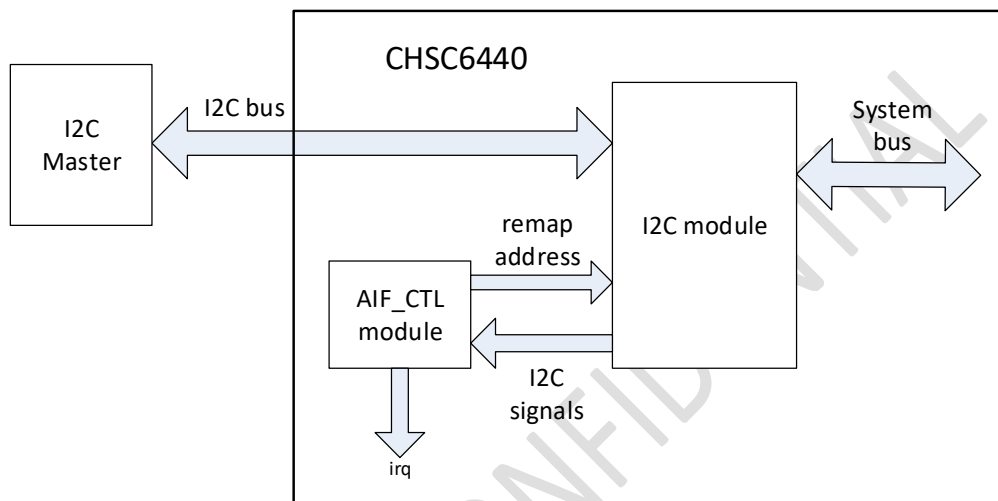 CHSC6440
I2C
Master
I2C bus
System
bus
I2C module
remap
address
AIF_CTL
module
I2C
signals
irq